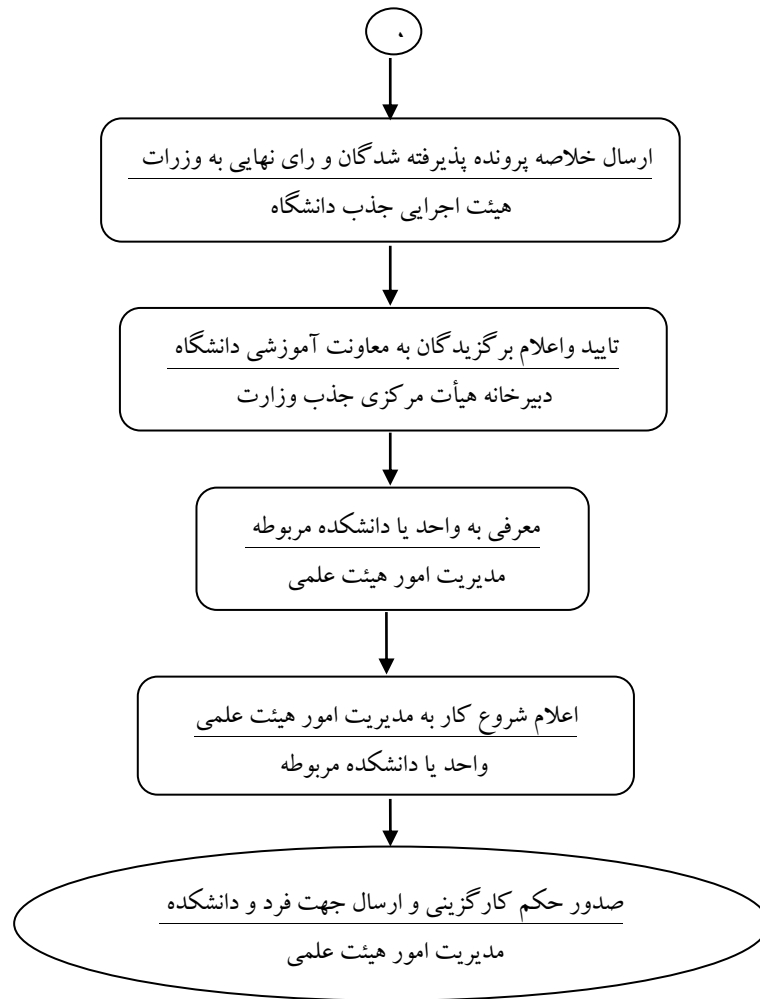 ارسال خلاصه پرونده پذیرفته شدگان و رای نهایی به وزرات
هیئت اجرایی جذب دانشگاه
تایید واعلام برگزیدگان به معاونت آموزشی دانشگاه
دبیرخانه هیأت مرکزی جذب وزارت
معرفی به واحد یا دانشکده مربوطه
مدیریت امور هیئت علمی
اعلام شروع کار به مدیریت امور هیئت علمی
واحد یا دانشکده مربوطه
صدور حکم کارگزینی و ارسال جهت فرد و دانشکده
مدیریت امور هیئت علمی